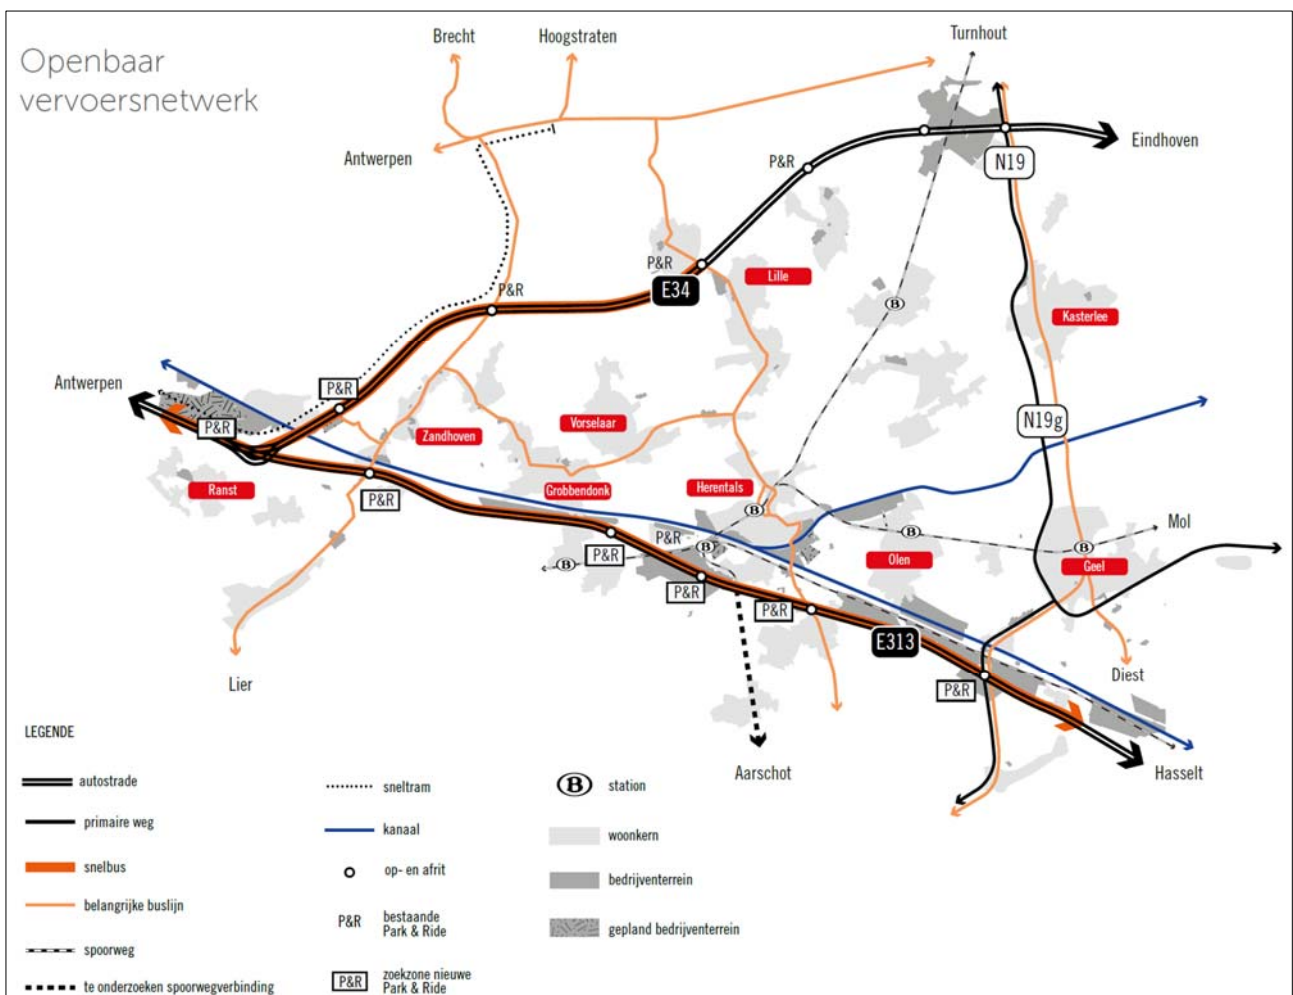 Openbaar
vervoersnetwerk
Brecht
Hoogstraten
Turnhout
Antwerpen
Eindhoven
P&R
N19
P&R
Lille
E34
P&R
Kasterlee
Antwerpen
P&R
P&R
Vorselaar
N19g
Zandhoven
Ranst
Grobbendonk
Herentals
P&R
B
B
Mol
P&R
P&R
B
B
B
Olen
Geel
B
P&R
P&R
E313
Lier
P&R
Diest
Aarschot
Hasselt
LEGENDE
autostrade
primaire weg
snelbus
belangrijke buslijn
spoorweg
te onderzoeken spoorwegverbinding
sneltram
kanaal
op- en afrit
P&R
bestaande
Park & Ride
P&R
zoekzone nieuwe
Park & Ride
B
station
woonkern
bedrijventerrein
gepland bedrijventerrein